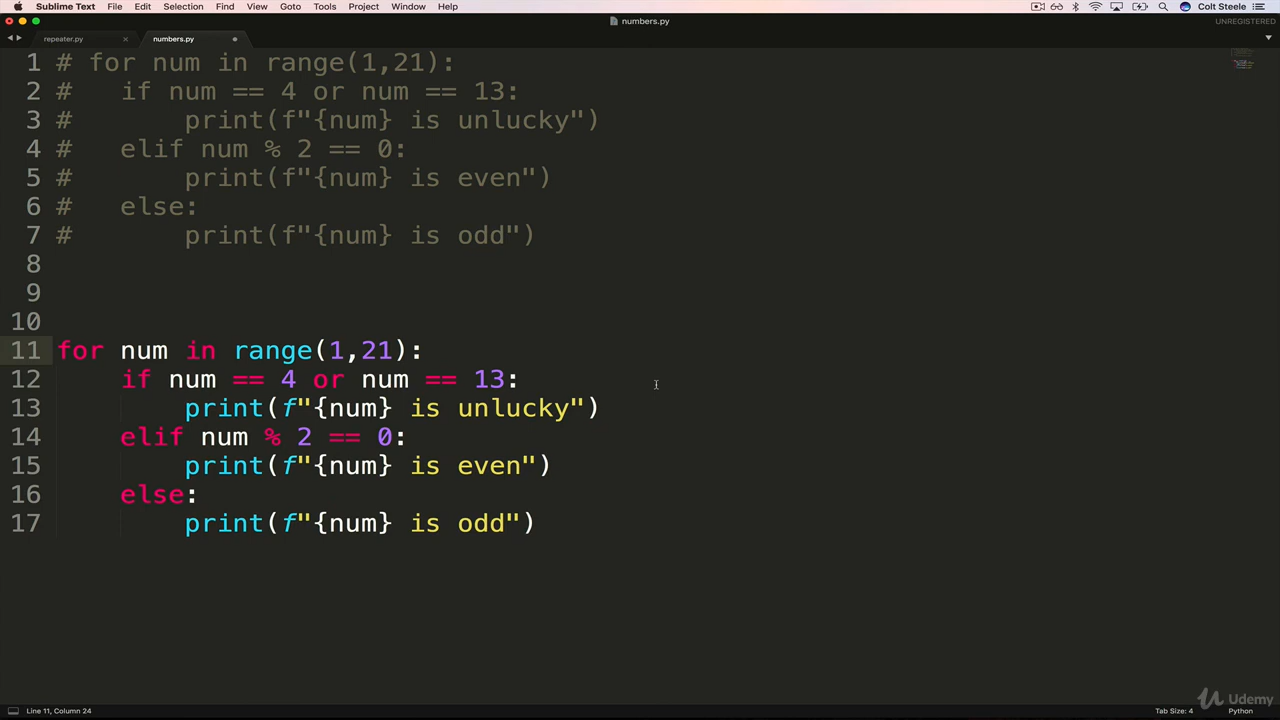 Sublime Text File Edit Selection Find View Goto Tools Project Window Help Colt Steele
numbers.py UNREGISTERED
repeater.py × numbers.py
1 # for num in range(1,21):
2 #   if num == 4 or num == 13:
3 #       print(f"{num} is unlucky")
4 #   elif num % 2 == 0:
5 #       print(f"{num} is even")
6 #   else:
7 #       print(f"{num} is odd")
8
9
10
11 for num in range(1,21):
12     if num == 4 or num == 13:
13         print(f"{num} is unlucky")
14     elif num % 2 == 0:
15         print(f"{num} is even")
16     else:
17         print(f"{num} is odd")
Udemy
Line 11, Column 24 Tab Size: 4 Python